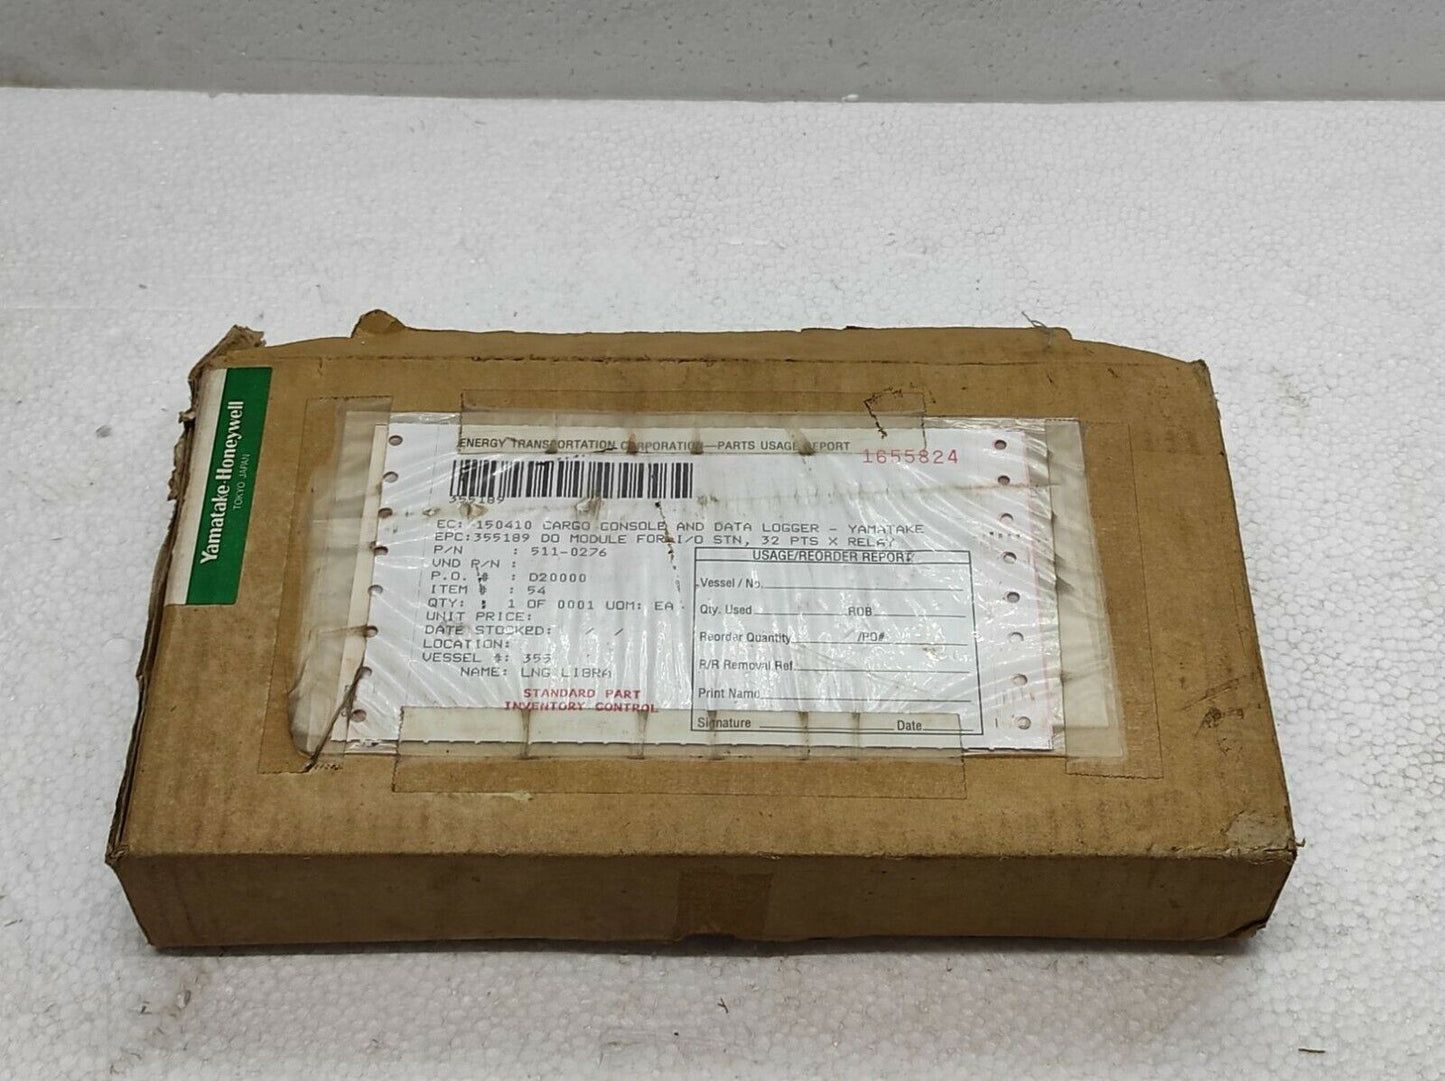 Yamatake-Honeywell
TOKYO JAPAN
ENERGY TRANSPORTATION CORPORATION—PARTS USAGE REPORT
1655824
355189
EC: 150410 CARGO CONSOLE AND DATA LOGGER - YAMATAKE
EPC:355189 DO MODULE FOR I/O STN, 32 PTS X RELAY
P/N : 511-0276
VND P/N :
P.O. # : D20000
ITEM # : 54
QTY: : 1 OF 0001 UOM: EA
UNIT PRICE:
DATE STOCKED: / /
LOCATION:
VESSEL #: 355
NAME: LNG LIBRA
STANDARD PART
INVENTORY CONTROL
USAGE/REORDER REPORT
Vessel / No.
Qty. Used ROB
Reorder Quantity /PO#
R/R Removal Ref.
Print Name
Signature Date